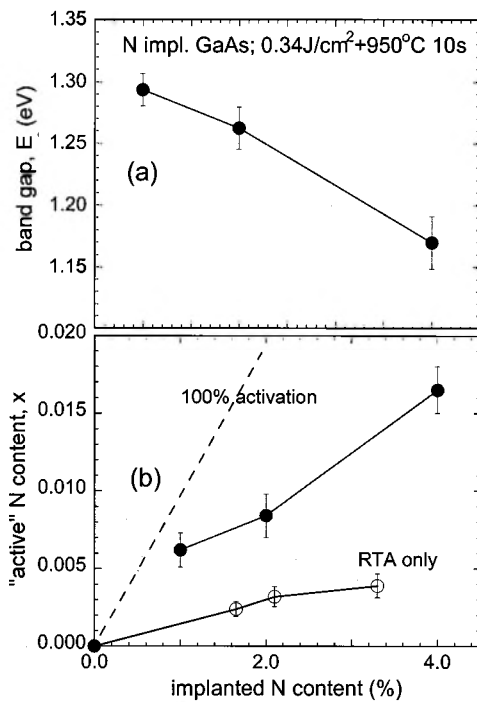 N impl. GaAs; 0.34J/cm²+950°C 10s
band gap, E (eV)
1.35
1.30
1.25
1.20
1.15
(a)
0.020
0.015
0.010
0.005
0.000
"active" N content, x
100% activation
(b)
RTA only
0.0
2.0
4.0
implanted N content (%)